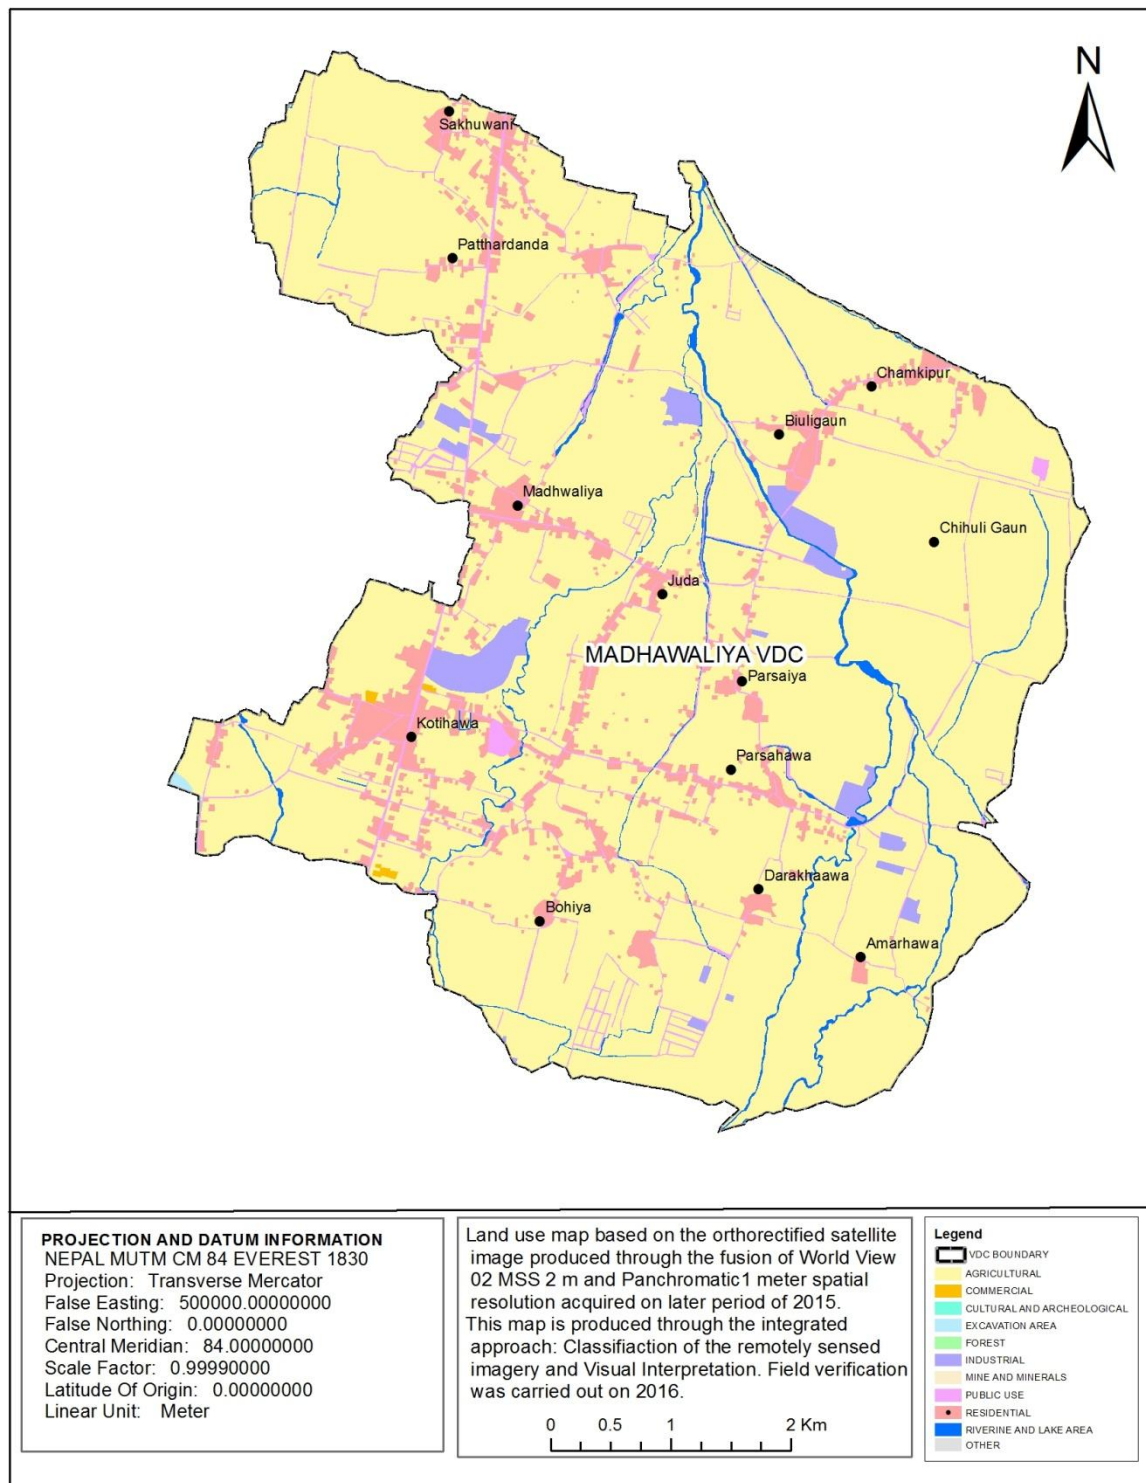 N
Sakhuwani
Patthardanda
Chamkipur
Biuligaun
Madhwaliya
Chihuli Gaun
Juda
MADHAWALIYA VDC
Parsaiya
Kotihawa
Parsahawa
Darakhaawa
Bohiya
Amarhawa
PROJECTION AND DATUM INFORMATION
NEPAL MUTM CM 84 EVEREST 1830
Projection: Transverse Mercator
False Easting: 500000.00000000
False Northing: 0.00000000
Central Meridian: 84.00000000
Scale Factor: 0.99990000
Latitude Of Origin: 0.00000000
Linear Unit: Meter
Land use map based on the orthorectified satellite
image produced through the fusion of World View
02 MSS 2 m and Panchromatic1 meter spatial
resolution acquired on later period of 2015.
This map is produced through the integrated
approach: Classifiaction of the remotely sensed
imagery and Visual Interpretation. Field verification
was carried out on 2016.
0 0.5 1 2 Km
Legend
VDC BOUNDARY
AGRICULTURAL
COMMERCIAL
CULTURAL AND ARCHEOLOGICAL
EXCAVATION AREA
FOREST
INDUSTRIAL
MINE AND MINERALS
PUBLIC USE
RESIDENTIAL
RIVERINE AND LAKE AREA
OTHER